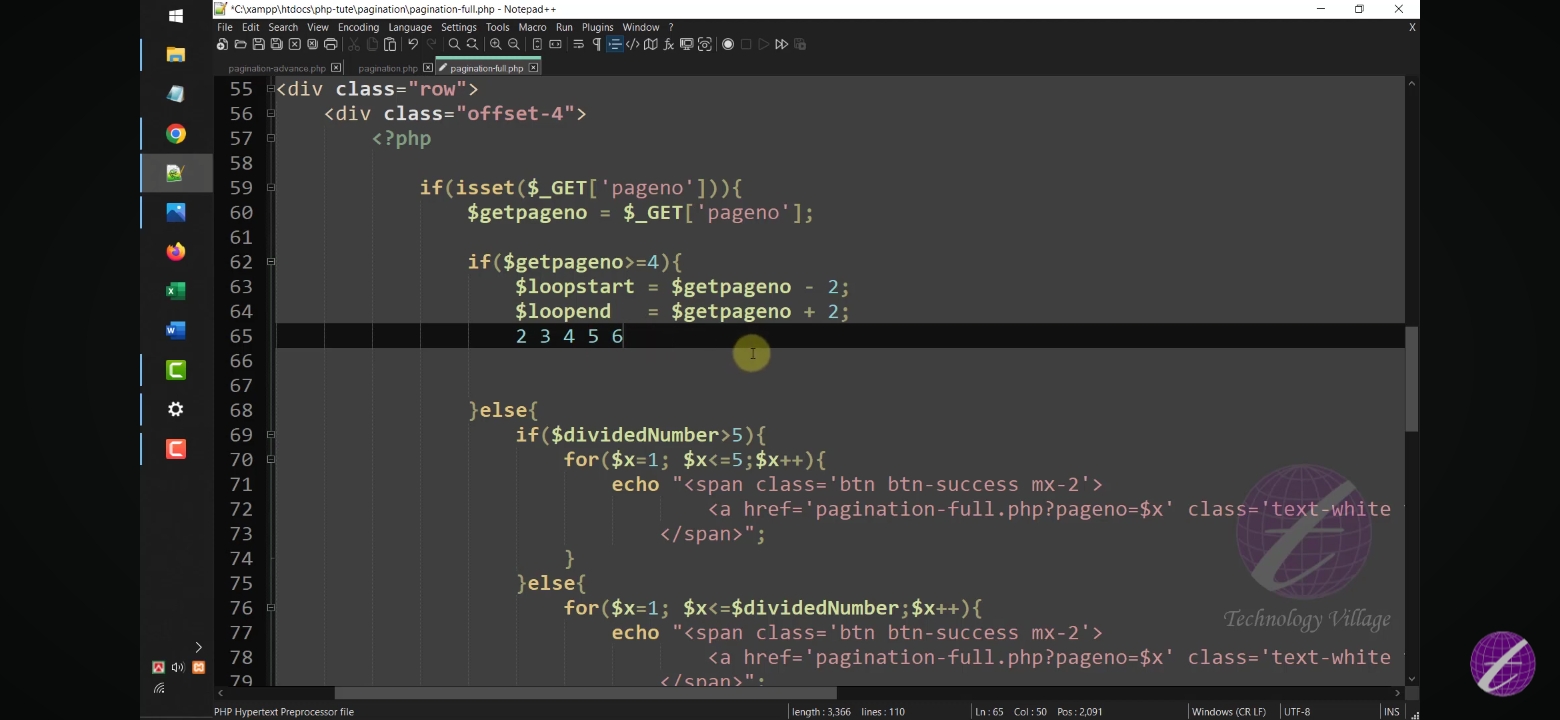 *C:\xampp\htdocs\php-tute\pagination\pagination-full.php - Notepad++
File Edit Search View Encoding Language Settings Tools Macro Run Plugins Window ? X
pagination-advance.php pagination.php pagination-full.php
55 <div class="row">
56 <div class="offset-4">
57 <?php
58
59 if(isset($_GET['pageno'])){
60 $getpageno = $_GET['pageno'];
61
62 if($getpageno>=4){
63 $loopstart = $getpageno - 2;
64 $loopend = $getpageno + 2;
65 2 3 4 5 6
66
67
68 }else{
69 if($dividedNumber>5){
70 for($x=1; $x<=5;$x++){
71 echo "<span class='btn btn-success mx-2'>
72 <a href='pagination-full.php?pageno=$x' class='text-white
73 </span>";
74 }
75 }else{
76 for($x=1; $x<=$dividedNumber;$x++){
77 echo "<span class='btn btn-success mx-2'>
78 <a href='pagination-full.php?pageno=$x' class='text-white
79 </span>";
Technology Village
PHP Hypertext Preprocessor file length : 3,366 lines : 110 Ln : 65 Col : 50 Pos : 2,091 Windows (CR LF) UTF-8 INS